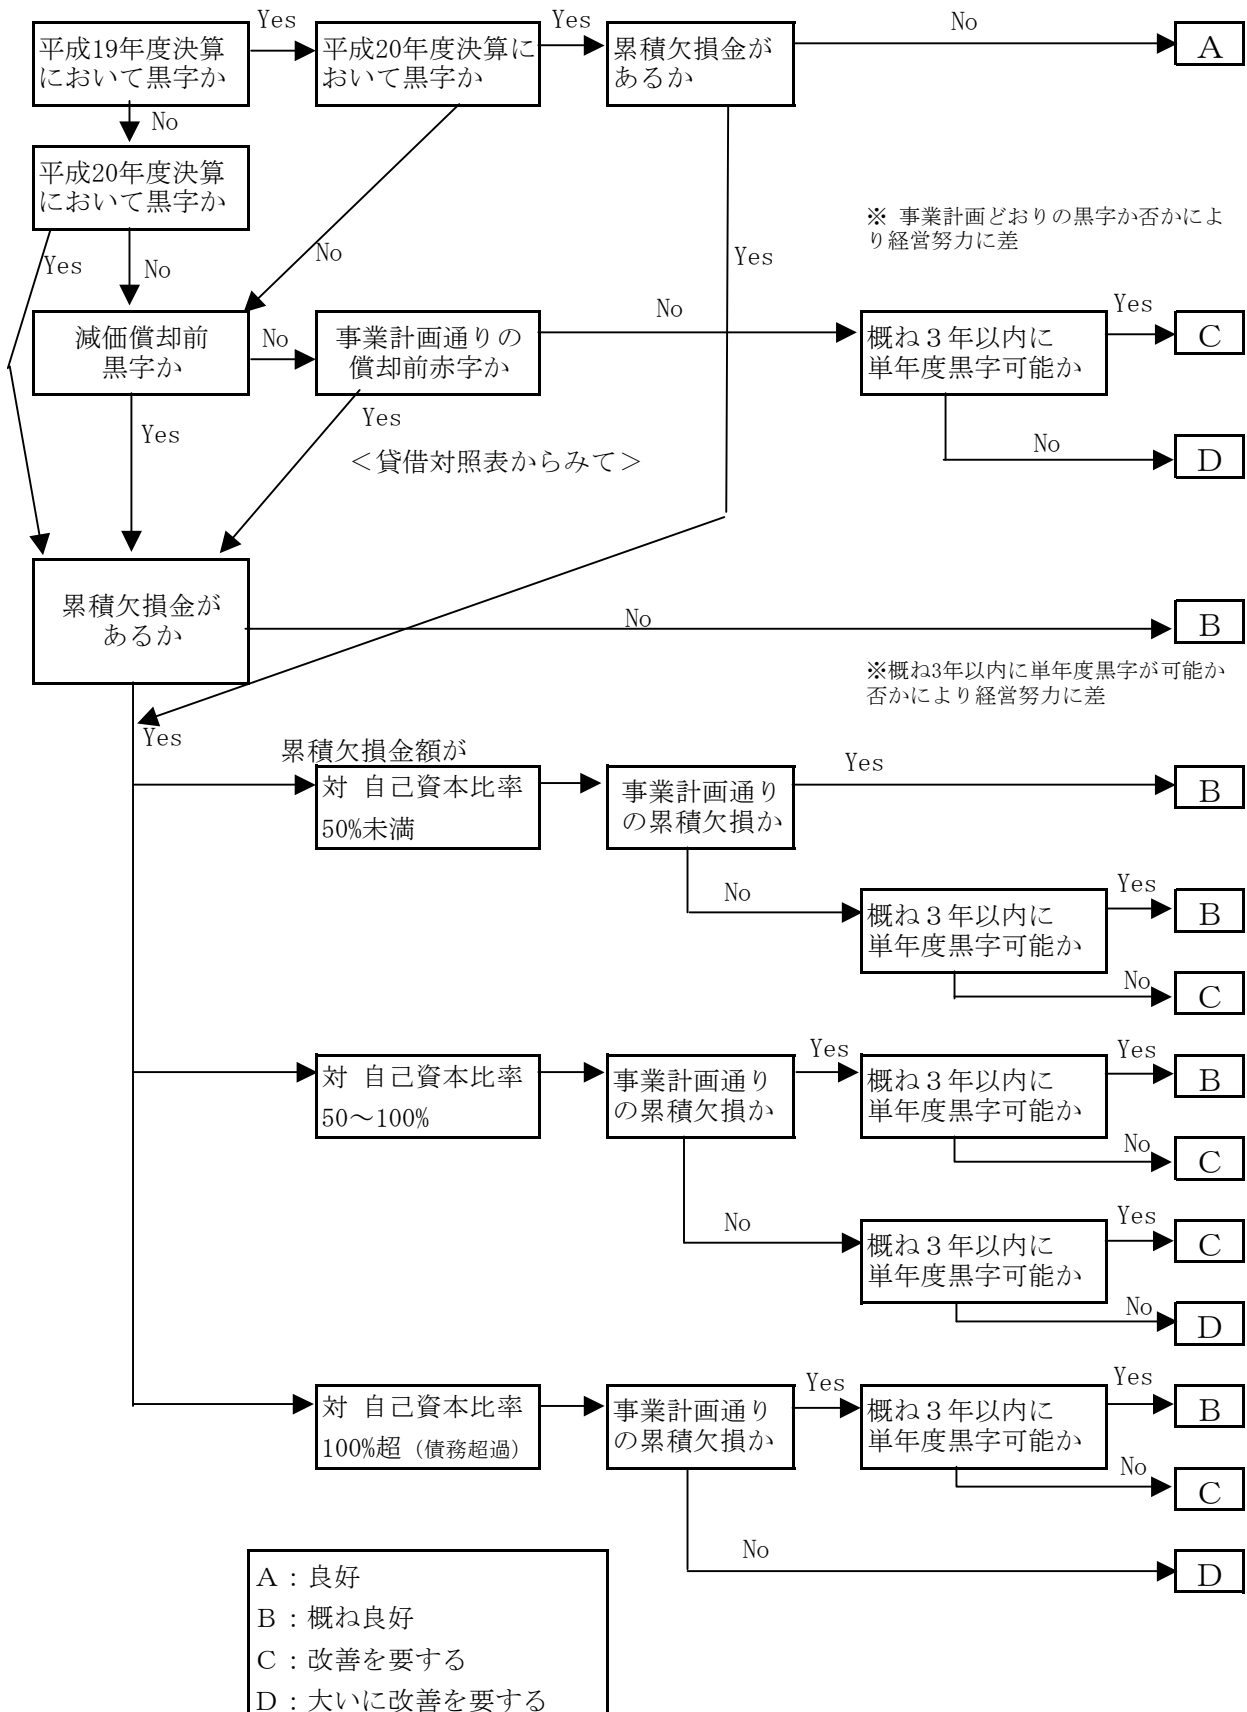 Yes
Yes
No
平成19年度決算
において黒字か
平成20年度決算に
おいて黒字か
累積欠損金が
あるか
A
No
平成20年度決算
において黒字か
※ 事業計画どおりの黒字か否かによ
り経営努力に差
Yes
No
No
Yes
減価償却前
黒字か
No
事業計画通りの
償却前赤字か
No
概ね３年以内に
単年度黒字可能か
Yes
C
Yes
Yes
＜貸借対照表からみて＞
No
D
累積欠損金が
あるか
No
B
※概ね3年以内に単年度黒字が可能か
否かにより経営努力に差
Yes
累積欠損金額が
対 自己資本比率
50%未満
事業計画通り
の累積欠損か
Yes
B
No
概ね３年以内に
単年度黒字可能か
Yes
B
No
C
対 自己資本比率
50～100%
事業計画通り
の累積欠損か
Yes
概ね３年以内に
単年度黒字可能か
Yes
B
No
C
No
概ね３年以内に
単年度黒字可能か
Yes
C
No
D
対 自己資本比率
100%超（債務超過）
事業計画通り
の累積欠損か
Yes
概ね３年以内に
単年度黒字可能か
Yes
B
No
C
No
D
A：良好
B：概ね良好
C：改善を要する
D：大いに改善を要する